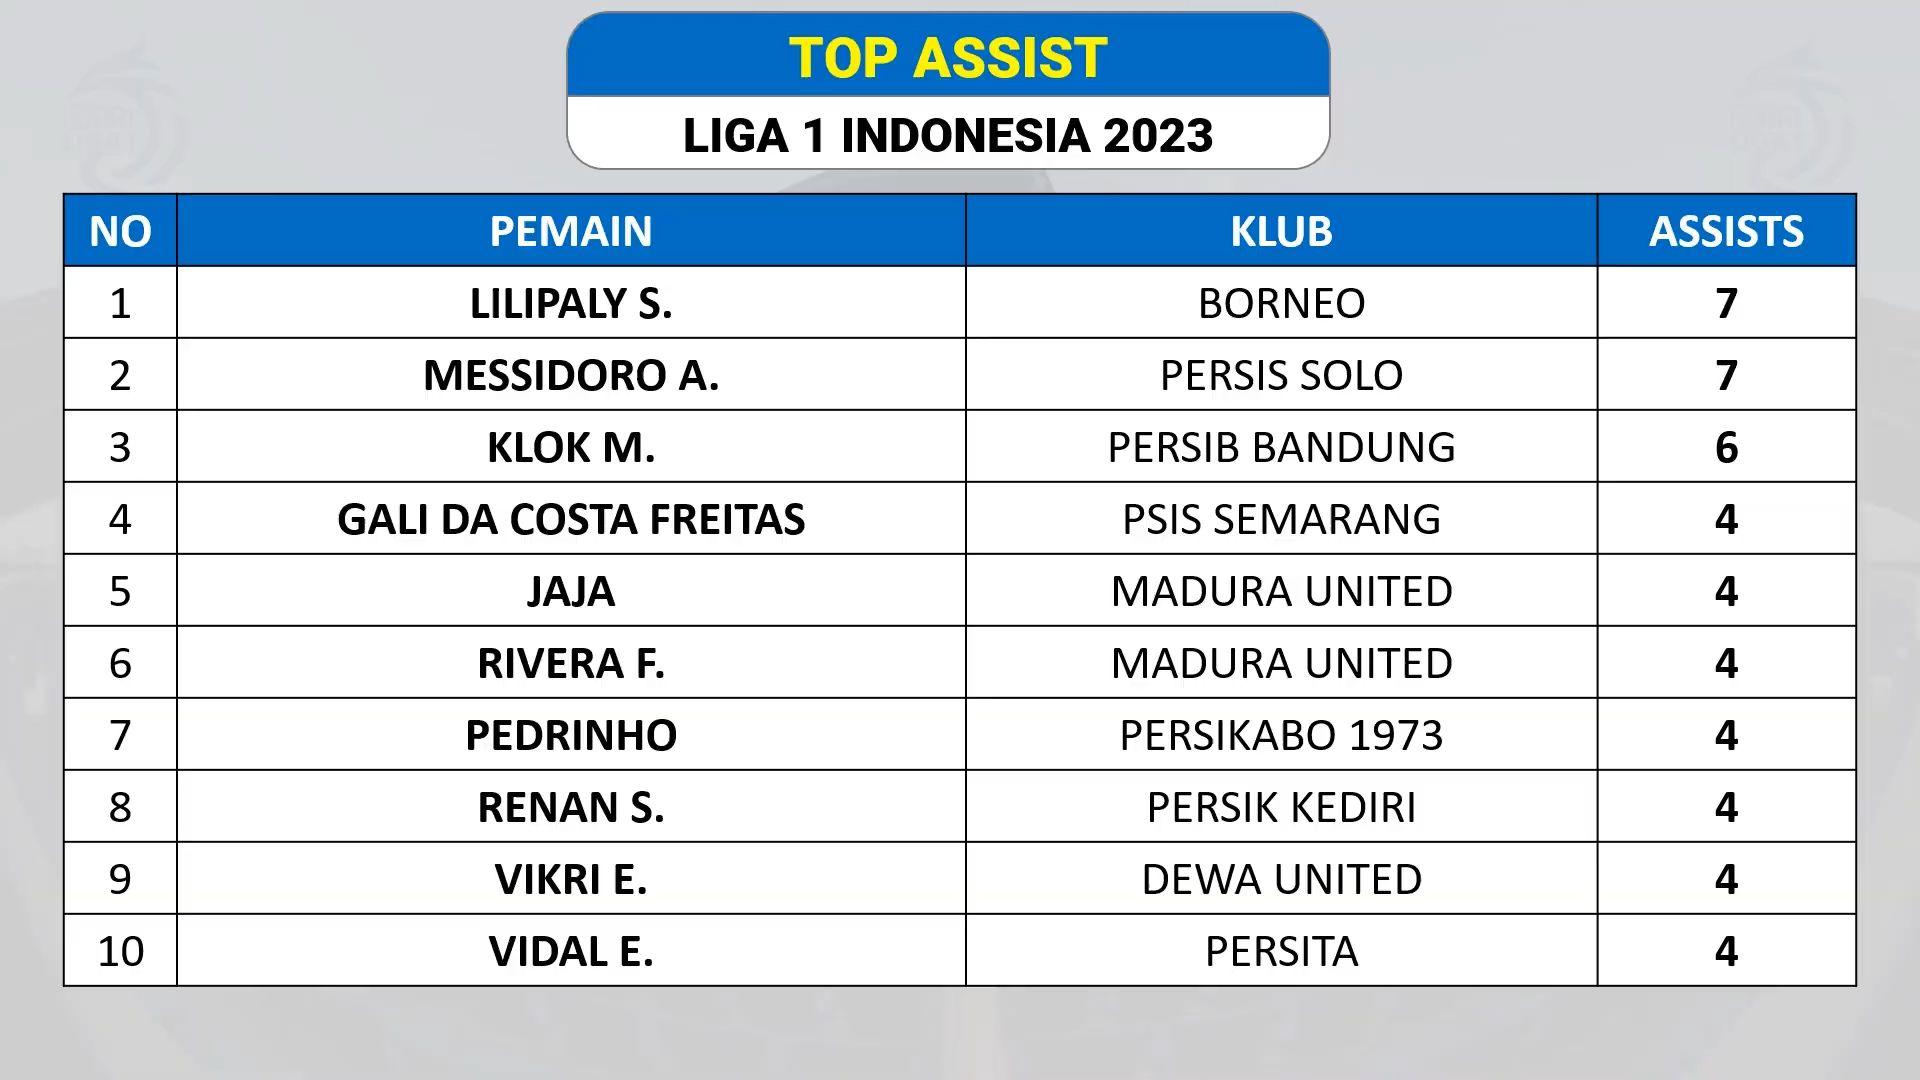 TOP ASSIST
LIGA 1 INDONESIA 2023
NO PEMAIN KLUB ASSISTS
1 LILIPALY S. BORNEO 7
2 MESSIDORO A. PERSIS SOLO 7
3 KLOK M. PERSIB BANDUNG 6
4 GALI DA COSTA FREITAS PSIS SEMARANG 4
5 JAJA MADURA UNITED 4
6 RIVERA F. MADURA UNITED 4
7 PEDRINHO PERSIKABO 1973 4
8 RENAN S. PERSIK KEDIRI 4
9 VIKRI E. DEWA UNITED 4
10 VIDAL E. PERSITA 4